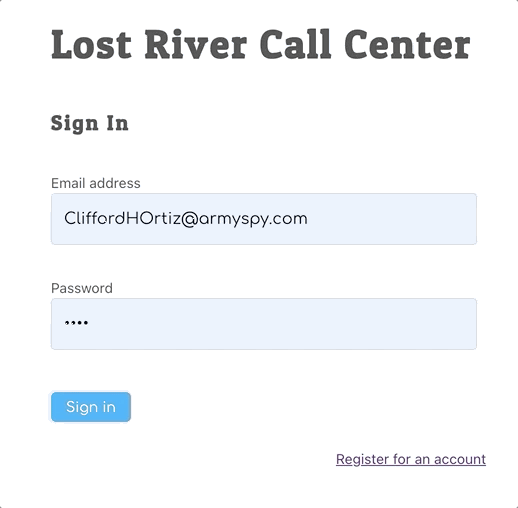 Lost River Call Center
Sign In
Email address
CliffordHOrtiz@armyspy.com
Password
Sign in
Register for an account